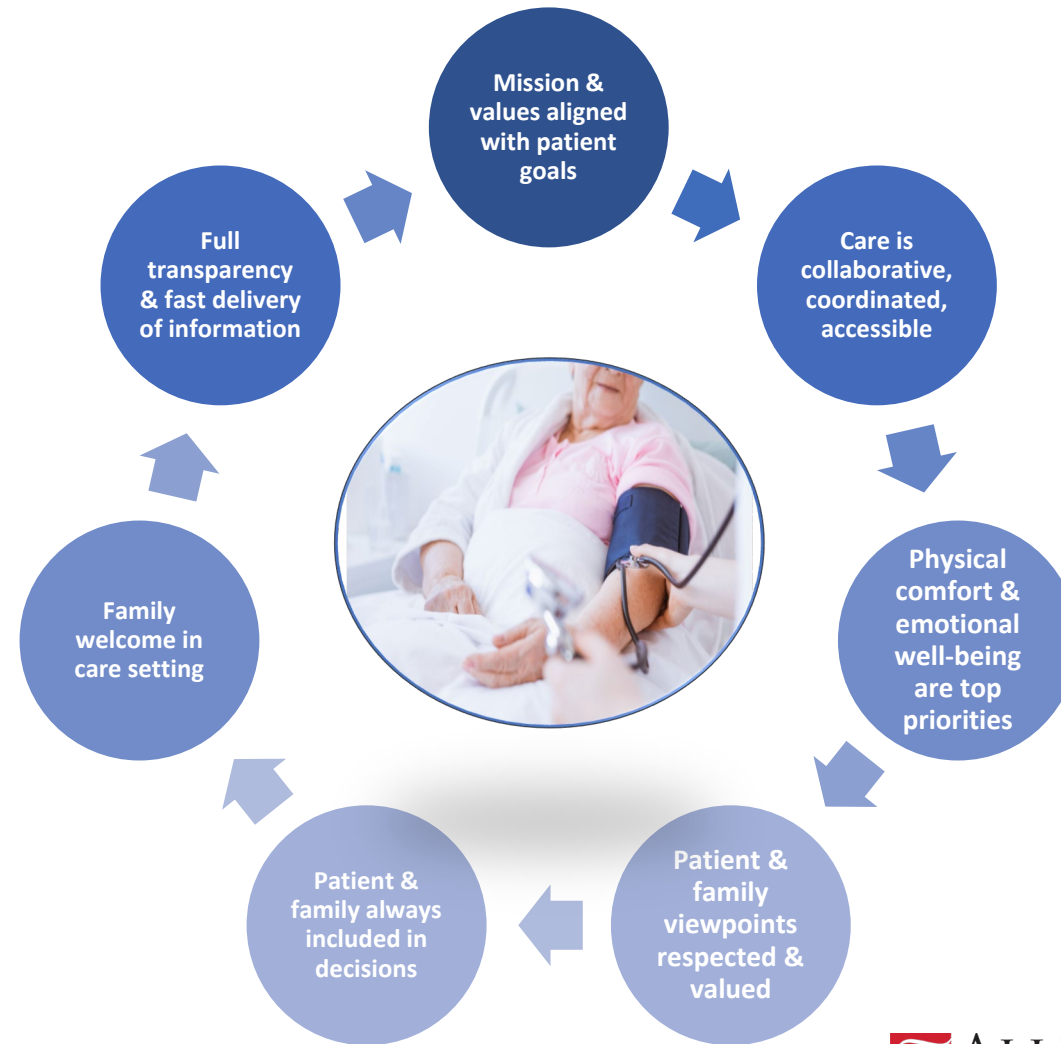 Mission &
values aligned
with patient
goals
Care is
collaborative,
coordinated,
accessible
Physical
comfort &
emotional
well-being
are top
priorities
Patient &
family
viewpoints
respected &
valued
Patient &
family always
included in
decisions
Family
welcome in
care setting
Full
transparency
& fast delivery
of information